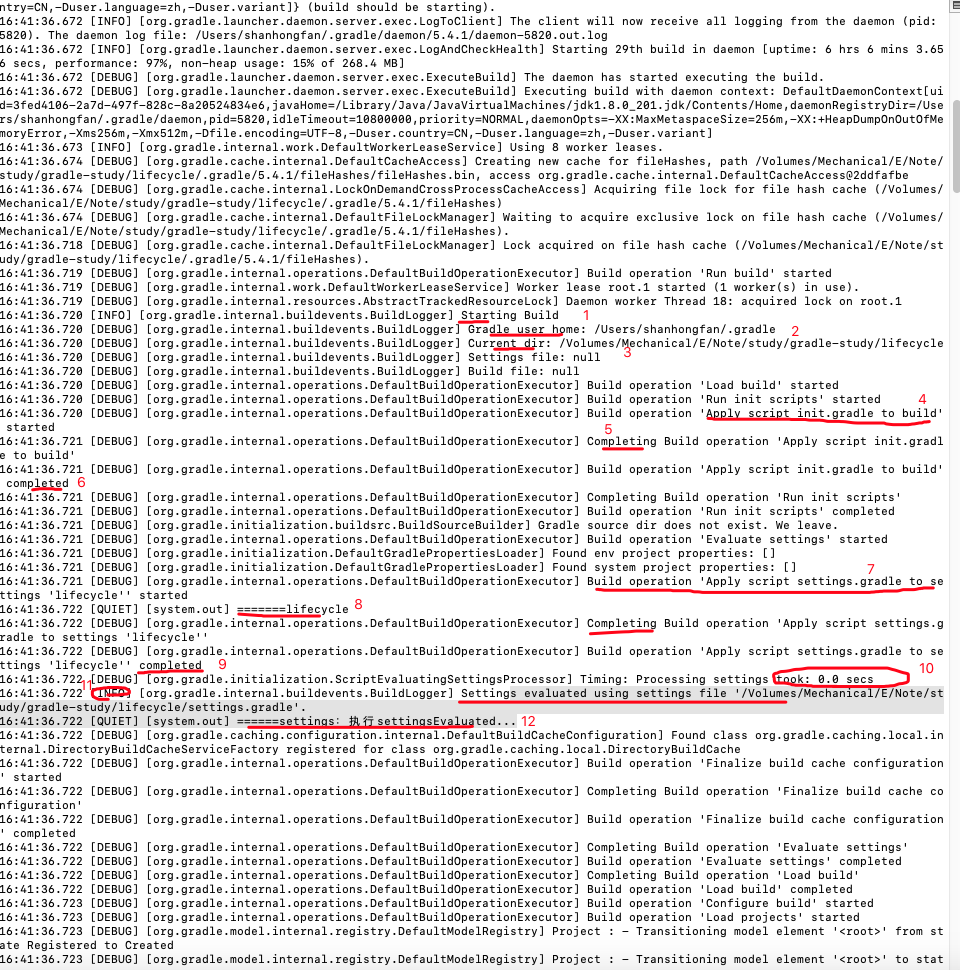 ntry=CN,-Duser.language=zh,-Duser.variant]} (build should be starting).
16:41:36.672 [INFO] [org.gradle.launcher.daemon.server.exec.LogToClient] The client will now receive all logging from the daemon (pid:
5820). The daemon log file: /Users/shanhongfan/.gradle/daemon/5.4.1/daemon-5820.out.log
16:41:36.672 [INFO] [org.gradle.launcher.daemon.server.exec.LogAndCheckHealth] Starting 29th build in daemon [uptime: 6 hrs 6 mins 3.65
6 secs, performance: 97%, non-heap usage: 15% of 268.4 MB]
16:41:36.672 [DEBUG] [org.gradle.launcher.daemon.server.exec.ExecuteBuild] The daemon has started executing the build.
16:41:36.672 [DEBUG] [org.gradle.launcher.daemon.server.exec.ExecuteBuild] Executing build with daemon context: DefaultDaemonContext[ui
d=3fed4106-2a7d-497f-828c-8a20524834e6,javaHome=/Library/Java/JavaVirtualMachines/jdk1.8.0_201.jdk/Contents/Home,daemonRegistryDir=/Use
rs/shanhongfan/.gradle/daemon,pid=5820,idleTimeout=10800000,priority=NORMAL,daemonOpts=-XX:MaxMetaspaceSize=256m,-XX:+HeapDumpOnOutOfMe
moryError,-Xms256m,-Xmx512m,-Dfile.encoding=UTF-8,-Duser.country=CN,-Duser.language=zh,-Duser.variant]
16:41:36.673 [INFO] [org.gradle.internal.work.DefaultWorkerLeaseService] Using 8 worker leases.
16:41:36.674 [DEBUG] [org.gradle.cache.internal.DefaultCacheAccess] Creating new cache for fileHashes, path /Volumes/Mechanical/E/Note/
study/gradle-study/lifecycle/.gradle/5.4.1/fileHashes/fileHashes.bin, access org.gradle.cache.internal.DefaultCacheAccess@2ddfafbe
16:41:36.674 [DEBUG] [org.gradle.cache.internal.LockOnDemandCrossProcessCacheAccess] Acquiring file lock for file hash cache (/Volumes/
Mechanical/E/Note/study/gradle-study/lifecycle/.gradle/5.4.1/fileHashes)
16:41:36.674 [DEBUG] [org.gradle.cache.internal.DefaultFileLockManager] Waiting to acquire exclusive lock on file hash cache (/Volumes/
Mechanical/E/Note/study/gradle-study/lifecycle/.gradle/5.4.1/fileHashes).
16:41:36.718 [DEBUG] [org.gradle.cache.internal.DefaultFileLockManager] Lock acquired on file hash cache (/Volumes/Mechanical/E/Note/st
udy/gradle-study/lifecycle/.gradle/5.4.1/fileHashes).
16:41:36.719 [DEBUG] [org.gradle.internal.operations.DefaultBuildOperationExecutor] Build operation 'Run build' started
16:41:36.719 [DEBUG] [org.gradle.internal.work.DefaultWorkerLeaseService] Worker lease root.1 started (1 worker(s) in use).
16:41:36.719 [DEBUG] [org.gradle.internal.resources.AbstractTrackedResourceLock] Daemon worker Thread 18: acquired lock on root.1
16:41:36.720 [INFO] [org.gradle.internal.buildevents.BuildLogger] Starting Build 1
16:41:36.720 [DEBUG] [org.gradle.internal.buildevents.BuildLogger] Gradle user home: /Users/shanhongfan/.gradle 2
16:41:36.720 [DEBUG] [org.gradle.internal.buildevents.BuildLogger] Current dir: /Volumes/Mechanical/E/Note/study/gradle-study/lifecycle
16:41:36.720 [DEBUG] [org.gradle.internal.buildevents.BuildLogger] Settings file: null 3
16:41:36.720 [DEBUG] [org.gradle.internal.buildevents.BuildLogger] Build file: null
16:41:36.720 [DEBUG] [org.gradle.internal.operations.DefaultBuildOperationExecutor] Build operation 'Load build' started
16:41:36.720 [DEBUG] [org.gradle.internal.operations.DefaultBuildOperationExecutor] Build operation 'Run init scripts' started 4
16:41:36.720 [DEBUG] [org.gradle.internal.operations.DefaultBuildOperationExecutor] Build operation 'Apply script init.gradle to build'
started 5
16:41:36.721 [DEBUG] [org.gradle.internal.operations.DefaultBuildOperationExecutor] Completing Build operation 'Apply script init.gradl
e to build'
16:41:36.721 [DEBUG] [org.gradle.internal.operations.DefaultBuildOperationExecutor] Build operation 'Apply script init.gradle to build'
completed 6
16:41:36.721 [DEBUG] [org.gradle.internal.operations.DefaultBuildOperationExecutor] Completing Build operation 'Run init scripts'
16:41:36.721 [DEBUG] [org.gradle.internal.operations.DefaultBuildOperationExecutor] Build operation 'Run init scripts' completed
16:41:36.721 [DEBUG] [org.gradle.initialization.buildsrc.BuildSourceBuilder] Gradle source dir does not exist. We leave.
16:41:36.721 [DEBUG] [org.gradle.internal.operations.DefaultBuildOperationExecutor] Build operation 'Evaluate settings' started
16:41:36.721 [DEBUG] [org.gradle.initialization.DefaultGradlePropertiesLoader] Found env project properties: []
16:41:36.721 [DEBUG] [org.gradle.initialization.DefaultGradlePropertiesLoader] Found system project properties: [] 7
16:41:36.721 [DEBUG] [org.gradle.internal.operations.DefaultBuildOperationExecutor] Build operation 'Apply script settings.gradle to se
ttings 'lifecycle'' started
16:41:36.722 [QUIET] [system.out] =======lifecycle 8
16:41:36.722 [DEBUG] [org.gradle.internal.operations.DefaultBuildOperationExecutor] Completing Build operation 'Apply script settings.g
radle to settings 'lifecycle''
16:41:36.722 [DEBUG] [org.gradle.internal.operations.DefaultBuildOperationExecutor] Build operation 'Apply script settings.gradle to se
ttings 'lifecycle'' completed 9
16:41:36.722 [DEBUG] [org.gradle.initialization.ScriptEvaluatingSettingsProcessor] Timing: Processing settings took: 0.0 secs 10
11
16:41:36.722 [INFO] [org.gradle.internal.buildevents.BuildLogger] Settings evaluated using settings file '/Volumes/Mechanical/E/Note/st
udy/gradle-study/lifecycle/settings.gradle'.
16:41:36.722 [QUIET] [system.out] ======settings: 执行settingsEvaluated... 12
16:41:36.722 [DEBUG] [org.gradle.caching.configuration.internal.DefaultBuildCacheConfiguration] Found class org.gradle.caching.local.in
ternal.DirectoryBuildCacheServiceFactory registered for class org.gradle.caching.local.DirectoryBuildCache
16:41:36.722 [DEBUG] [org.gradle.internal.operations.DefaultBuildOperationExecutor] Build operation 'Finalize build cache configuration
' started
16:41:36.722 [DEBUG] [org.gradle.internal.operations.DefaultBuildOperationExecutor] Completing Build operation 'Finalize build cache co
nfiguration'
16:41:36.722 [DEBUG] [org.gradle.internal.operations.DefaultBuildOperationExecutor] Build operation 'Finalize build cache configuration
' completed
16:41:36.722 [DEBUG] [org.gradle.internal.operations.DefaultBuildOperationExecutor] Completing Build operation 'Evaluate settings'
16:41:36.722 [DEBUG] [org.gradle.internal.operations.DefaultBuildOperationExecutor] Build operation 'Evaluate settings' completed
16:41:36.722 [DEBUG] [org.gradle.internal.operations.DefaultBuildOperationExecutor] Completing Build operation 'Load build'
16:41:36.722 [DEBUG] [org.gradle.internal.operations.DefaultBuildOperationExecutor] Build operation 'Load build' completed
16:41:36.723 [DEBUG] [org.gradle.internal.operations.DefaultBuildOperationExecutor] Build operation 'Configure build' started
16:41:36.723 [DEBUG] [org.gradle.internal.operations.DefaultBuildOperationExecutor] Build operation 'Load projects' started
16:41:36.723 [DEBUG] [org.gradle.model.internal.registry.DefaultModelRegistry] Project : - Transitioning model element '<root>' from st
ate Registered to Created
16:41:36.723 [DEBUG] [org.gradle.model.internal.registry.DefaultModelRegistry] Project : - Transitioning model element '<root>' to stat